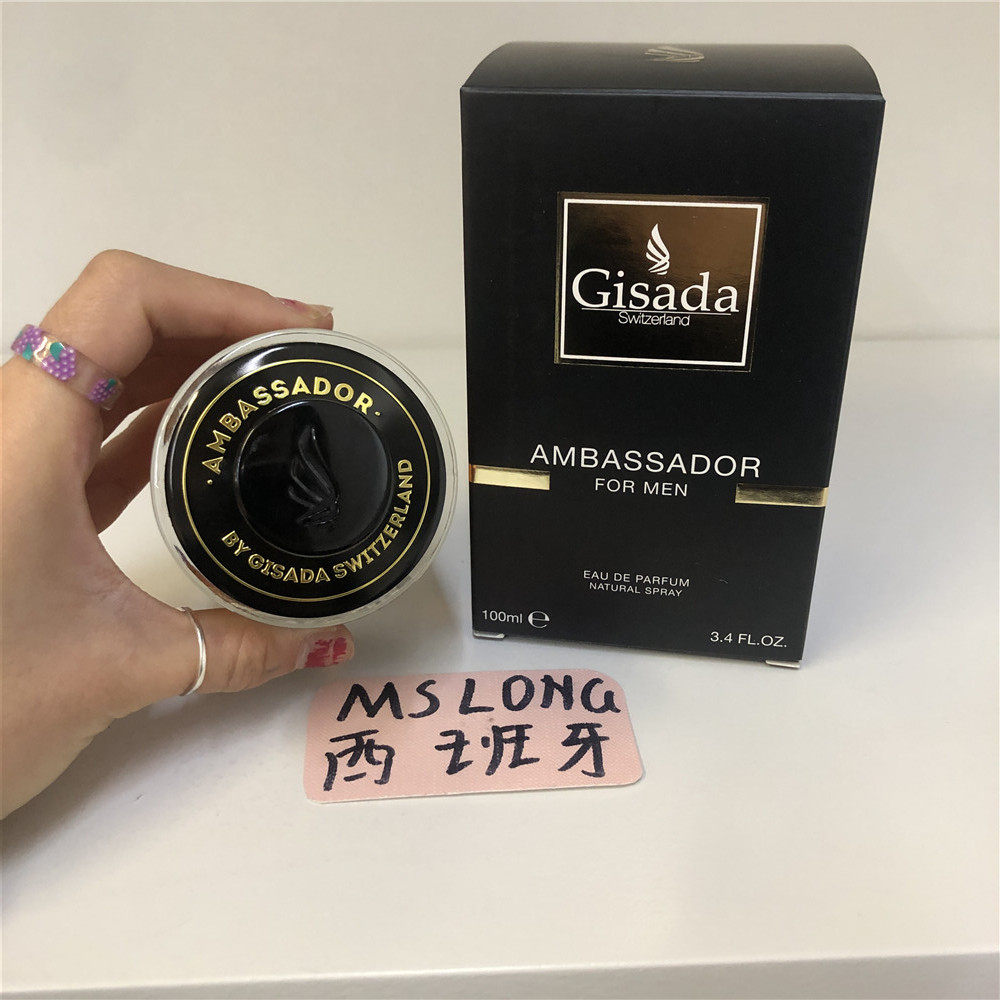 AMBASSADOR
BY GISADA SWITZERLAND
Gisada
Switzerland
AMBASSADOR
FOR MEN
EAU DE PARFUM
NATURAL SPRAY
100ml ℮
3.4 FL.OZ.
MS LONG
西班牙